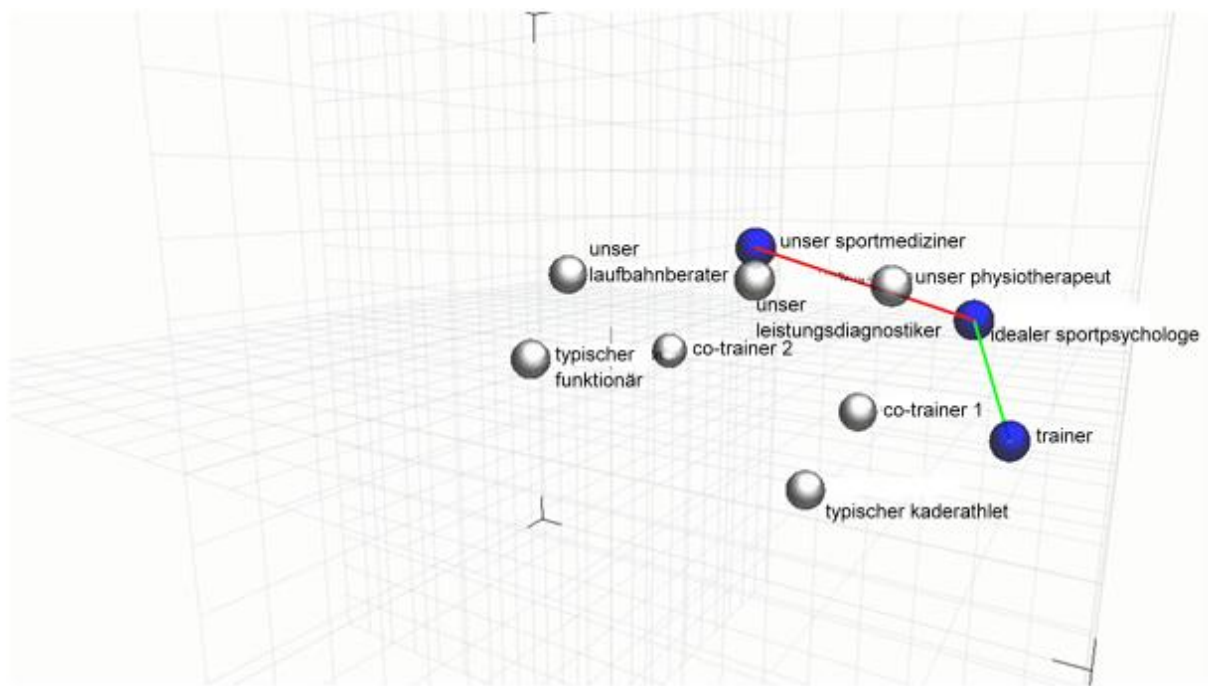 unser sportmediziner
unser
laufbahnberater
unser physiotherapeut
unser
leistungsdiagnostiker
idealer sportpsychologe
co-trainer 2
typischer
funktionär
co-trainer 1
trainer
typischer kaderathlet